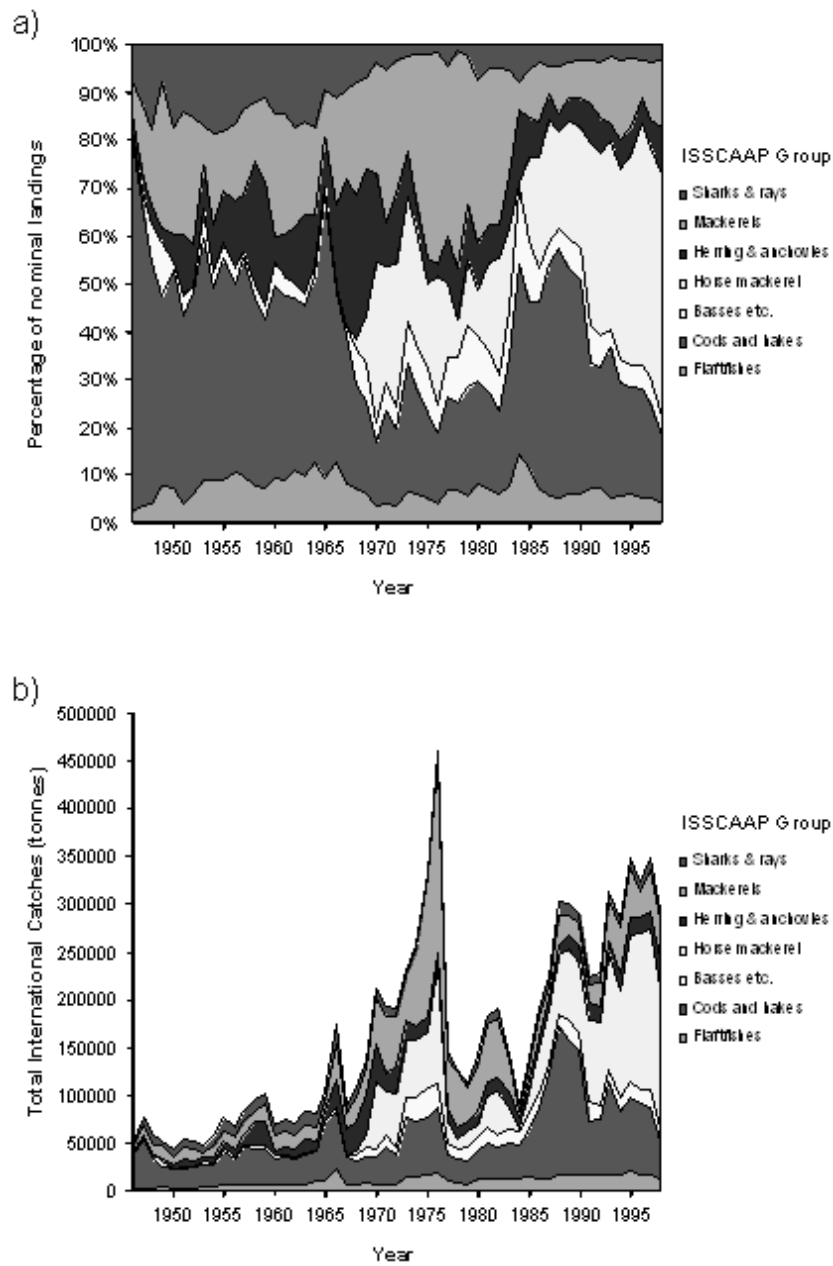 a)
100%
90%
80%
70%
60%
50%
40%
30%
20%
10%
0%
Percentage of nominal landings
1950 1955 1960 1965 1970 1975 1980 1985 1990 1995
Year
ISSCAAP Group
Sharks & rays
Mackerels
Herring & anchovies
Horse mackerel
Basses etc.
Cods and hakes
Flatfishes
b)
500000
450000
400000
350000
300000
250000
200000
150000
100000
50000
0
Total International Catches (tonnes)
1950 1955 1960 1965 1970 1975 1980 1985 1990 1995
Year
ISSCAAP Group
Sharks & rays
Mackerels
Herring & anchovies
Horse mackerel
Basses etc.
Cods and hakes
Flatfishes